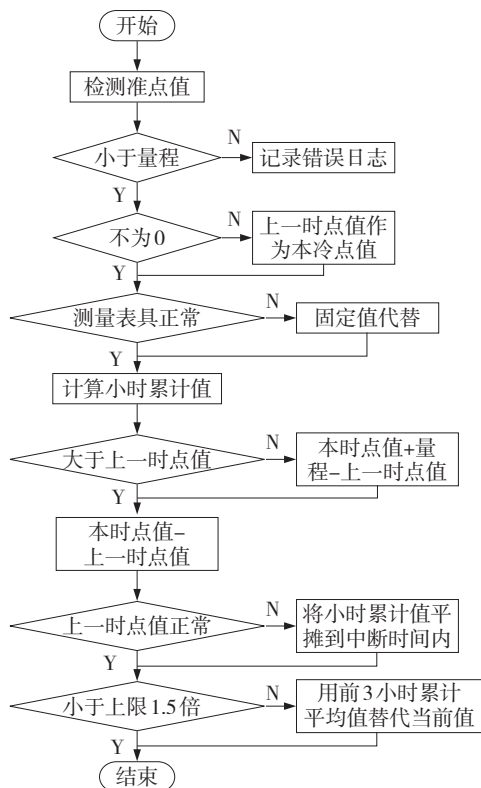 开始
检测准点值
小于量程
N
记录错误日志
Y
不为0
N
上一时点值作
为本冷点值
Y
测量表具正常
N
固定值代替
Y
计算小时累计值
大于上一时点值
N
本时点值+量
程-上一时点值
Y
本时点值-
上一时点值
上一时点值正常
N
将小时累计值平
摊到中断时间内
Y
小于上限1.5倍
N
用前3小时累计
平均值替代当前值
Y
结束